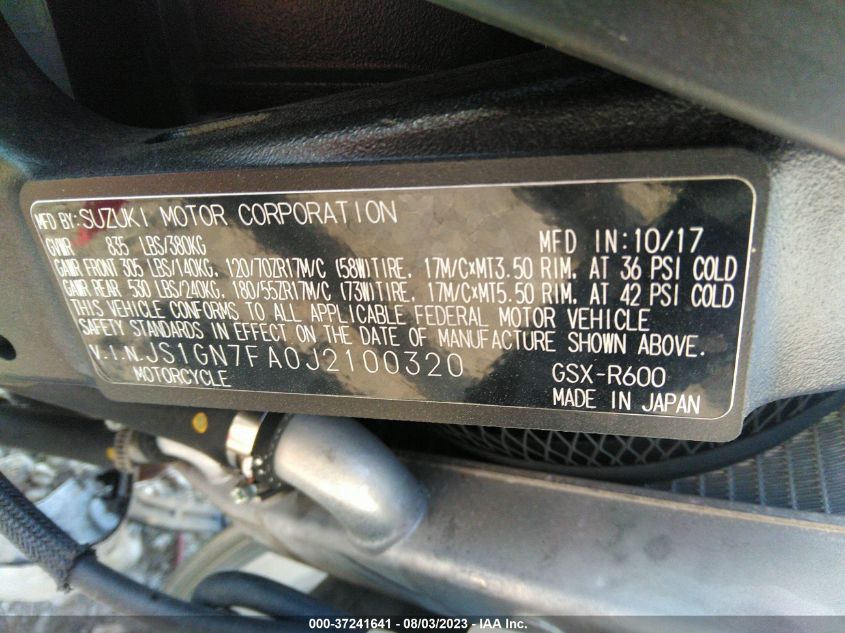 MFD BY:SUZUKI MOTOR CORPORATION
GVWR 835 LBS/380KG MFD IN:10/17
GAWR FRONT 305 LBS/140KG, 120/70ZR17M/C (58W)TIRE, 17M/C×MT3.50 RIM, AT 36 PSI COLD
GAWR REAR 530 LBS/240KG, 180/55ZR17M/C (73W)TIRE, 17M/C×MT5.50 RIM, AT 42 PSI COLD
THIS VEHICLE CONFORMS TO ALL APPLICABLE FEDERAL MOTOR VEHICLE
SAFETY STANDARDS IN EFFECT ON THE DATE OF MANUFACTURE SHOWN ABOVE.
V.I.N.JS1GN7FA0J2100320 GSX-R600
MOTORCYCLE MADE IN JAPAN
000-37241641 - 08/03/2023 - IAA Inc.